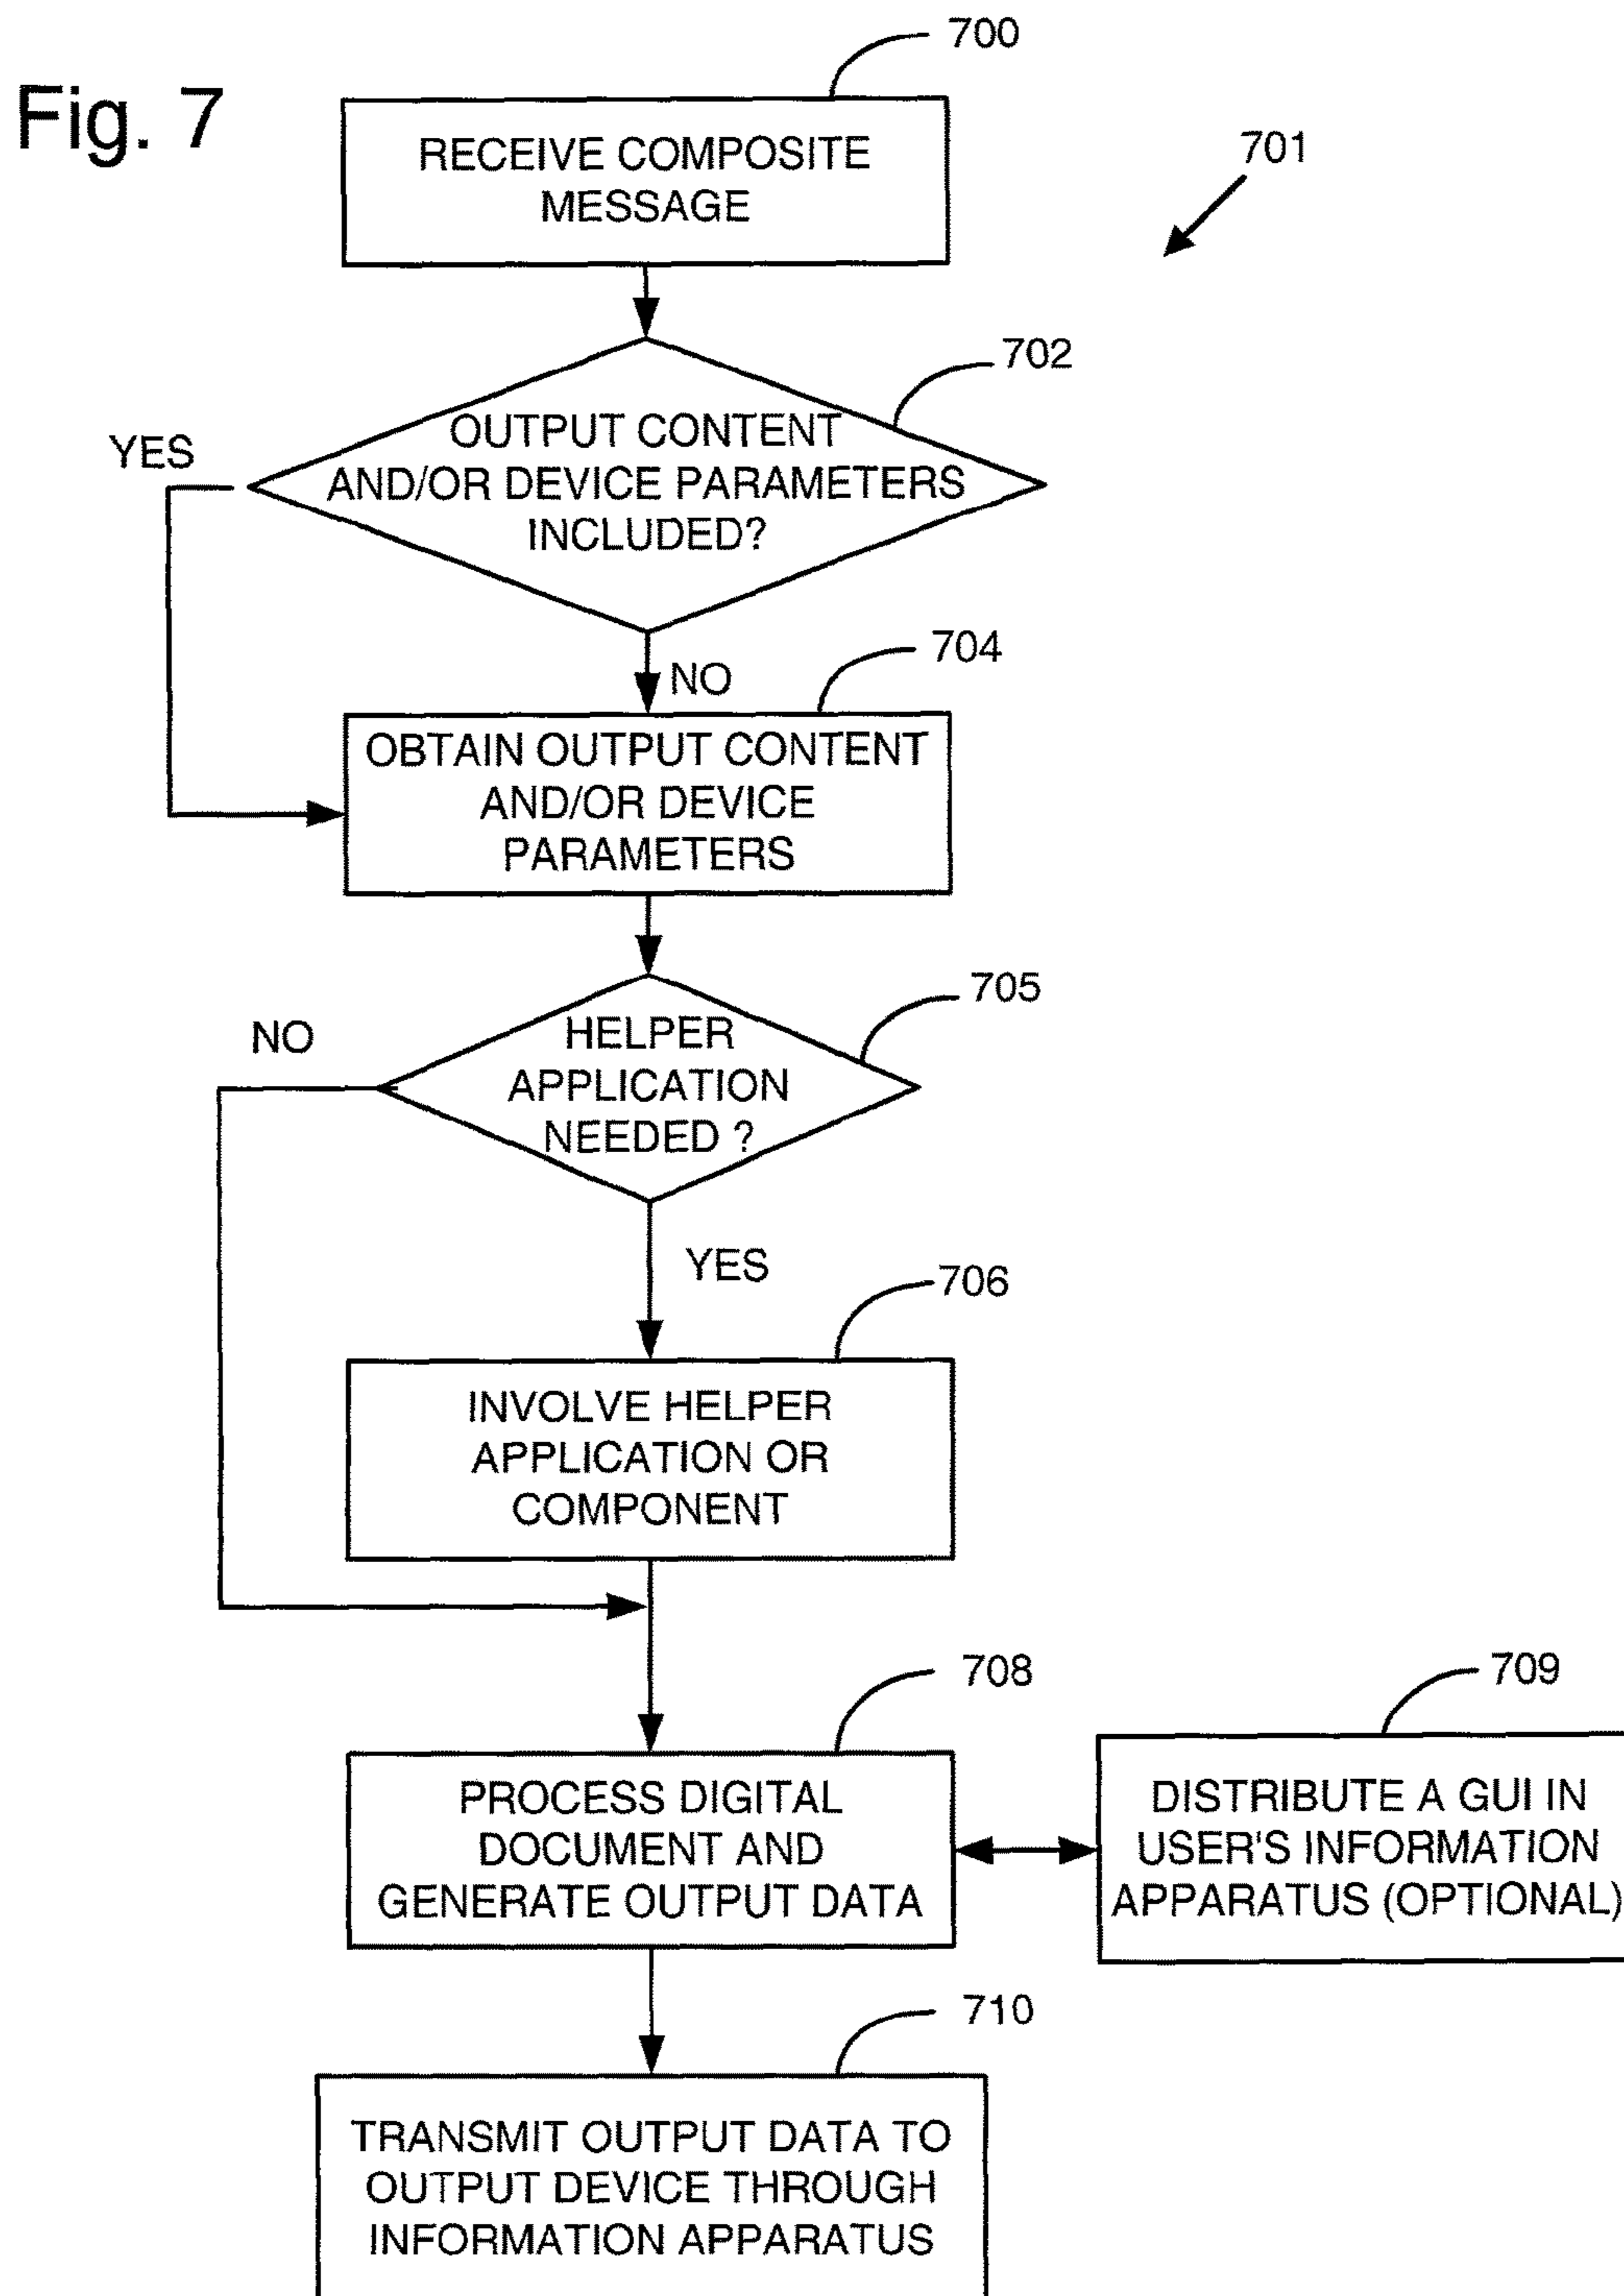 700
Fig. 7
RECEIVE COMPOSITE
MESSAGE
701
702
YES
OUTPUT CONTENT
AND/OR DEVICE PARAMETERS
INCLUDED?
704
NO
OBTAIN OUTPUT CONTENT
AND/OR DEVICE
PARAMETERS
705
NO
HELPER
APPLICATION
NEEDED ?
YES
706
INVOLVE HELPER
APPLICATION OR
COMPONENT
708
709
PROCESS DIGITAL
DOCUMENT AND
GENERATE OUTPUT DATA
DISTRIBUTE A GUI IN
USER'S INFORMATION
APPARATUS (OPTIONAL)
710
TRANSMIT OUTPUT DATA TO
OUTPUT DEVICE THROUGH
INFORMATION APPARATUS